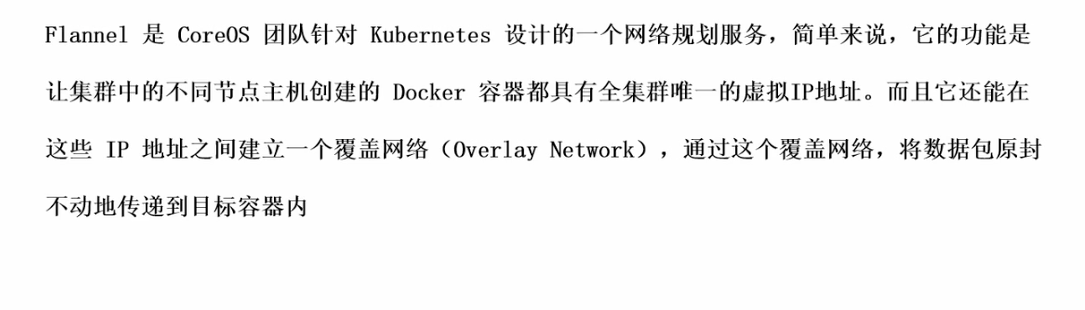 Flannel 是 CoreOS 团队针对 Kubernetes 设计的一个网络规划服务，简单来说，它的功能是
让集群中的不同节点主机创建的 Docker 容器都具有全集群唯一的虚拟IP地址。而且它还能在
这些 IP 地址之间建立一个覆盖网络（Overlay Network），通过这个覆盖网络，将数据包原封
不动地传递到目标容器内